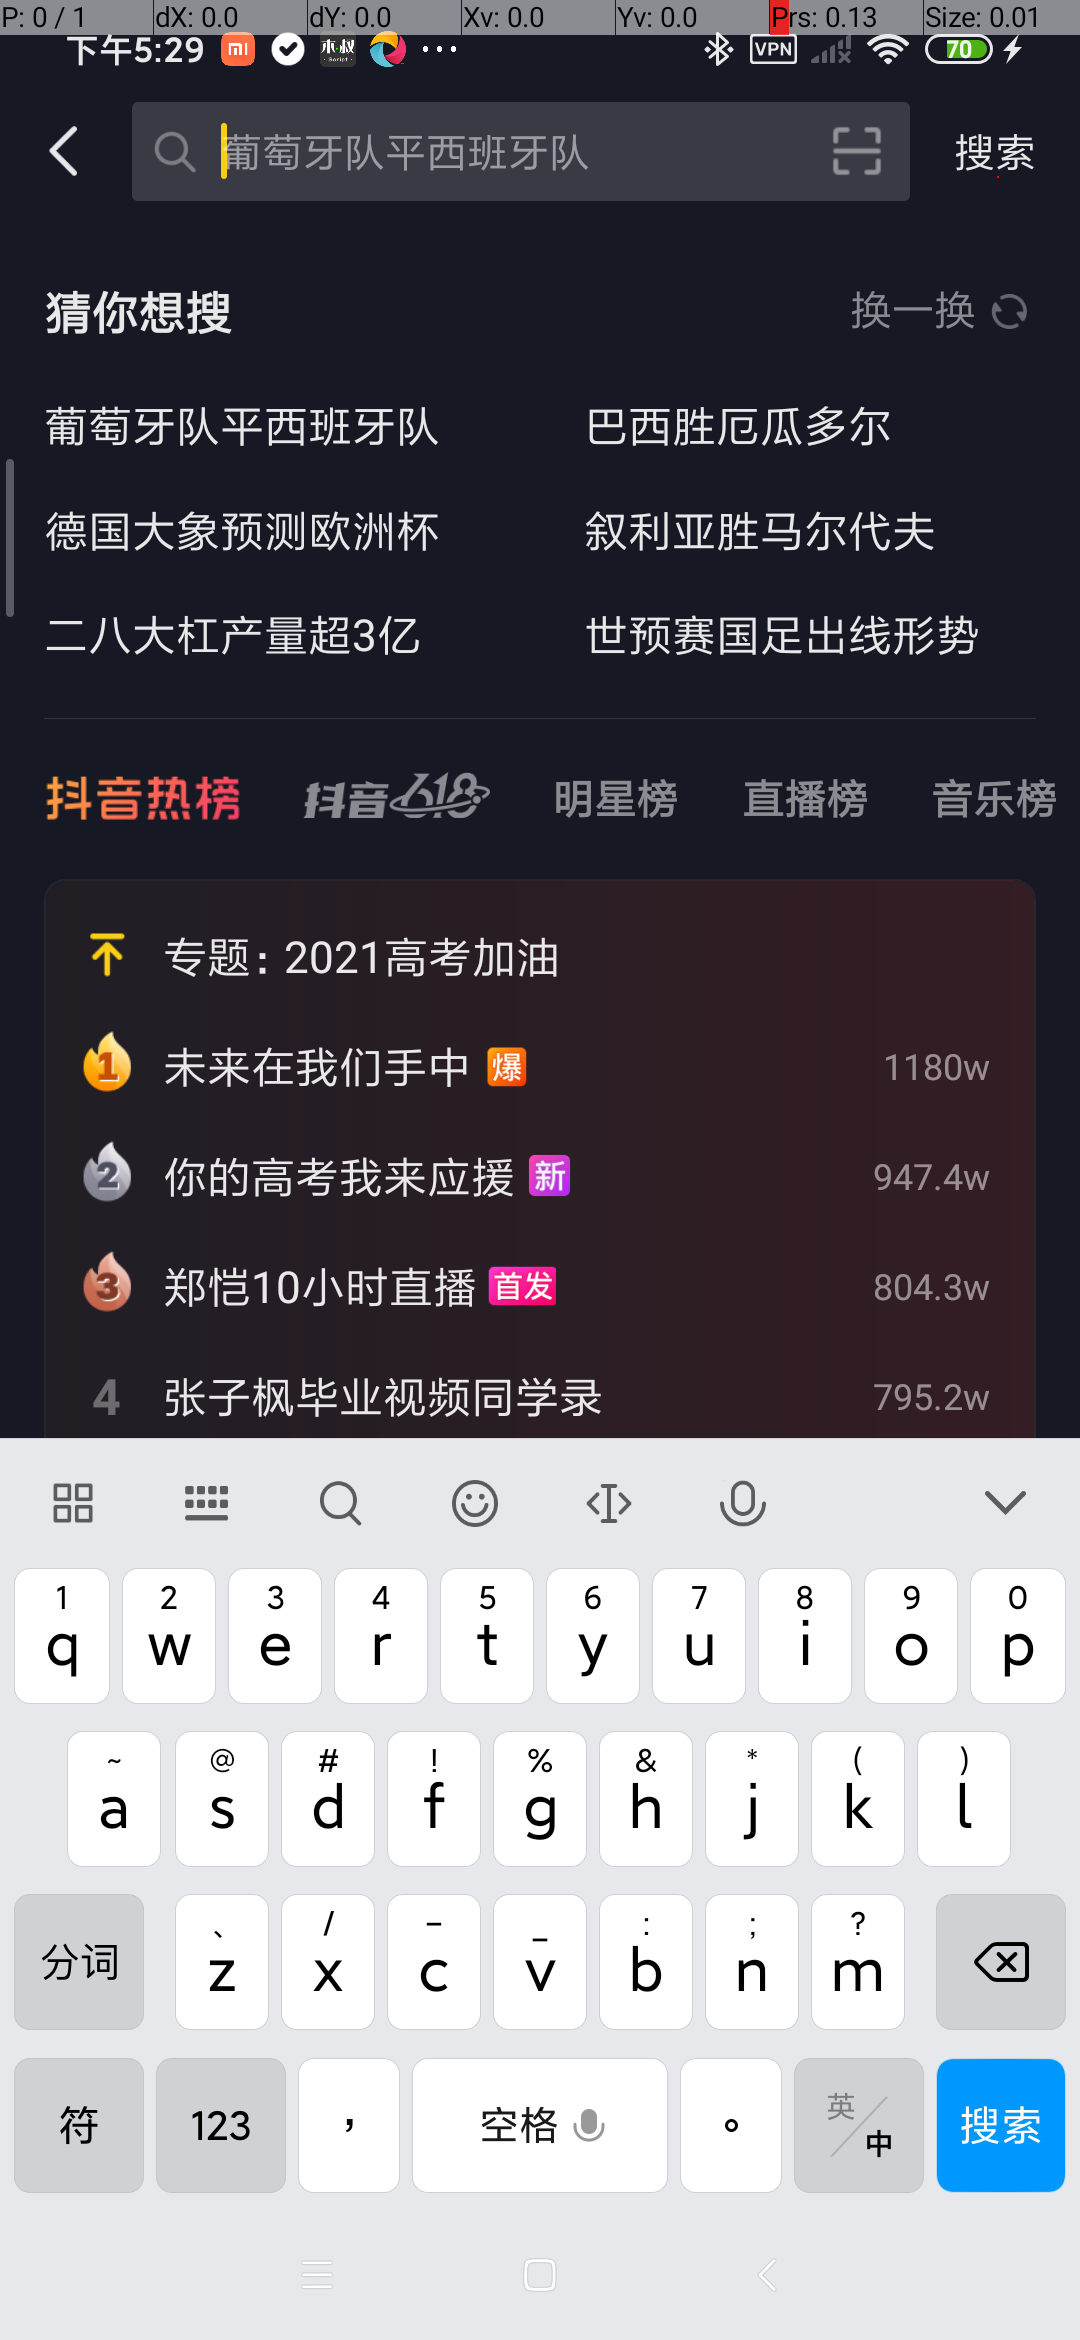 P: 0 / 1 dX: 0.0 dY: 0.0 Xv: 0.0 Yv: 0.0 Prs: 0.13 Size: 0.01
下午5:29 VPN 70
葡萄牙队平西班牙队 搜索
猜你想搜 换一换
葡萄牙队平西班牙队 巴西胜厄瓜多尔
德国大象预测欧洲杯 叙利亚胜马尔代夫
二八大杠产量超3亿 世预赛国足出线形势
抖音热榜 抖音618 明星榜 直播榜 音乐榜
专题：2021高考加油
1 未来在我们手中 爆 1180w
2 你的高考我来应援 新 947.4w
3 郑恺10小时直播 首发 804.3w
4 张子枫毕业视频同学录 795.2w
1 2 3 4 5 6 7 8 9 0
q w e r t y u i o p
~ @ # ! % & * ( )
a s d f g h j k l
、 / – _ : ; ?
分词 z x c v b n m
符 123 ， 空格 。 英/中 搜索